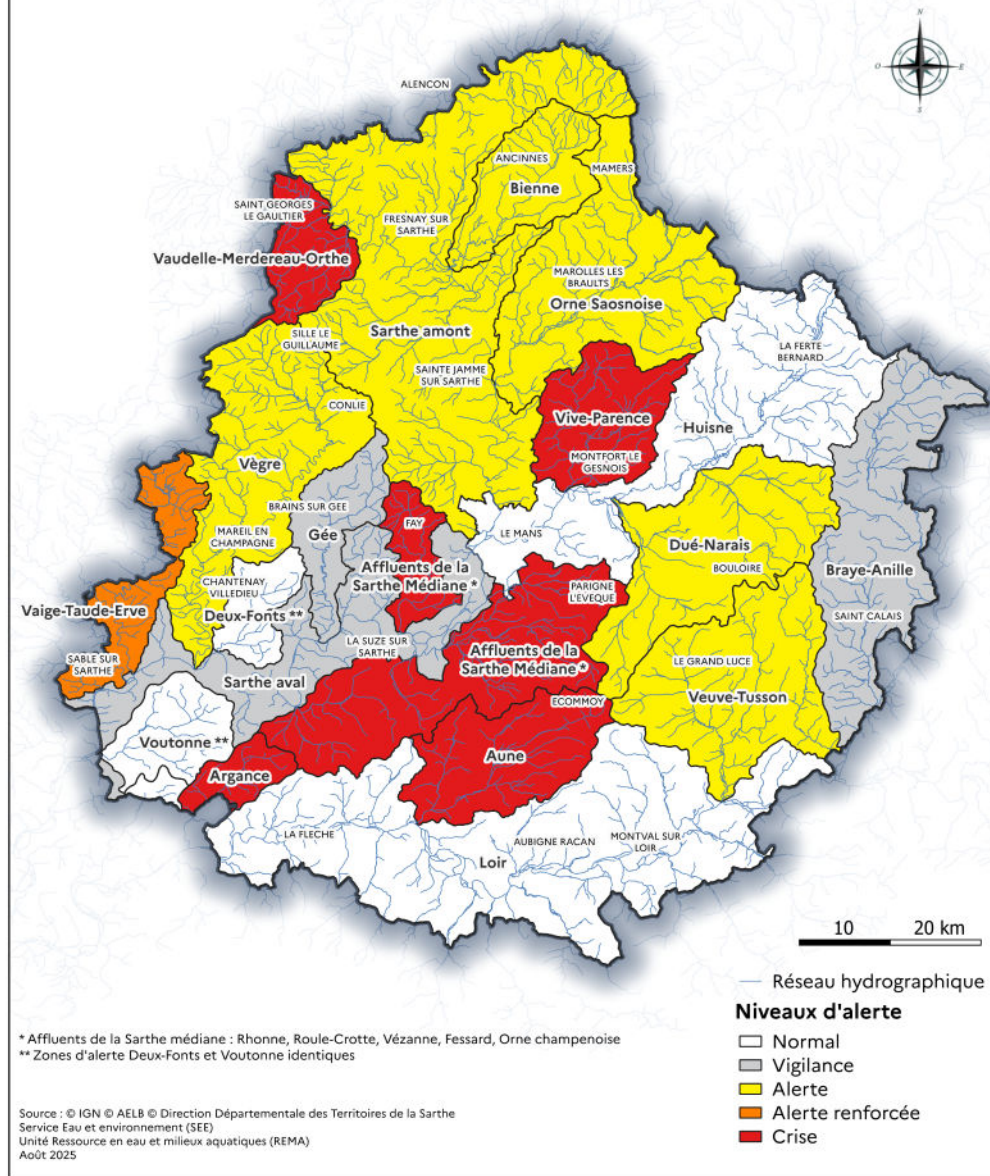 N
O
E
S
ALENCON
ANCINNES
MAMERS
Bienne
SAINT GEORGES
LE GAULTIER
FRESNAY SUR
SARTHE
Vaudelle-Merdereau-Orthe
MAROLLES LES
BRAULTS
Orne Saosnoise
SILLE LE
GUILLAUME
Sarthe amont
LA FERTE
BERNARD
SAINTE JAMME
SUR SARTHE
CONLIE
Vive-Parence
Huisne
MONTFORT LE
GESNOIS
Vègre
BRAINS SUR GEE
FAY
MAREIL EN
CHAMPAGNE
Gée
LE MANS
Dué-Narais
BOULOIRE
Affluents de la
Sarthe Médiane *
Braye-Anille
CHANTENAY
VILLEDIEU
PARIGNE
L'EVEQUE
Vaige-Taude-Erve
Deux-Fonts **
SAINT CALAIS
LA SUZE SUR
SARTHE
Affluents de la
Sarthe Médiane *
SABLE SUR
SARTHE
LE GRAND LUCE
Sarthe aval
Veuve-Tusson
ECOMMOY
Voutonne **
Aune
Argance
LA FLECHE
AUBIGNE RACAN
MONTVAL SUR
LOIR
Loir
10 20 km
Réseau hydrographique
Niveaux d'alerte
Normal
Vigilance
Alerte
Alerte renforcée
Crise
* Affluents de la Sarthe médiane : Rhonne, Roule-Crotte, Vézanne, Fessard, Orne champenoise
** Zones d'alerte Deux-Fonts et Voutonne identiques
Source : © IGN © AELB © Direction Départementale des Territoires de la Sarthe
Service Eau et environnement (SEE)
Unité Ressource en eau et milieux aquatiques (REMA)
Août 2025